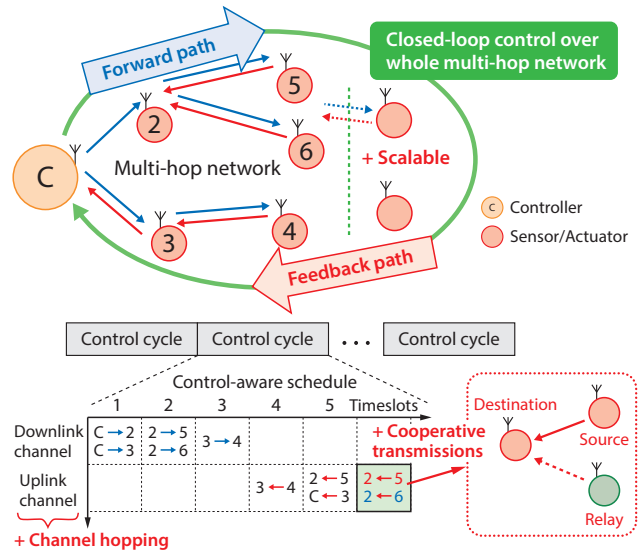 Forward path
Closed-loop control over
whole multi-hop network
5
2
6
Multi-hop network
+ Scalable
C
3
4
C Controller
Sensor/Actuator
Feedback path
Control cycle Control cycle ... Control cycle
Control-aware schedule
1 2 3 4 5 Timeslots
Downlink
channel
C → 2 2 → 5 3 → 4
C → 3 2 → 6
+ Cooperative
transmissions
Uplink
channel
3 ← 4 2 ← 5 2 ← 5
C ← 3 2 ← 6
+ Channel hopping
Destination
Source
Relay